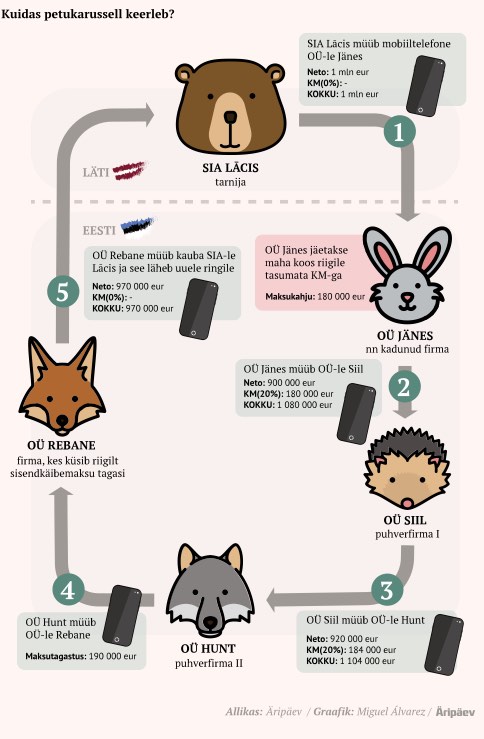 Kuidas petukarussell keerleb?
SIA Lācis müüb mobiiltelefone
OÜ-le Jänes
Neto: 1 mln eur
KM(0%): -
KOKKU: 1 mln eur
1
SIA LĀCIS
tarnija
LÄTI
EESTI
OÜ Jänes jäetakse
maha koos riigile
tasumata KM-ga
Maksukahju: 180 000 eur
OÜ JÄNES
nn kadunud firma
2
OÜ Jänes müüb OÜ-le Siil
Neto: 900 000 eur
KM(20%): 180 000 eur
KOKKU: 1 080 000 eur
OÜ SIIL
puhverfirma I
3
OÜ Siil müüb OÜ-le Hunt
Neto: 920 000 eur
KM(20%): 184 000 eur
KOKKU: 1 104 000 eur
OÜ HUNT
puhverfirma II
4
OÜ Hunt müüb
OÜ-le Rebane
Maksutagastus: 190 000 eur
OÜ REBANE
firma, kes küsib riigilt
sisendkäibemaksu tagasi
5
OÜ Rebane müüb kauba SIA-le
Lācis ja see läheb uuele ringile
Neto: 970 000 eur
KM(0%): -
KOKKU: 970 000 eur
Allikas: Äripäev / Graafik: Miguel Álvarez / Äripäev